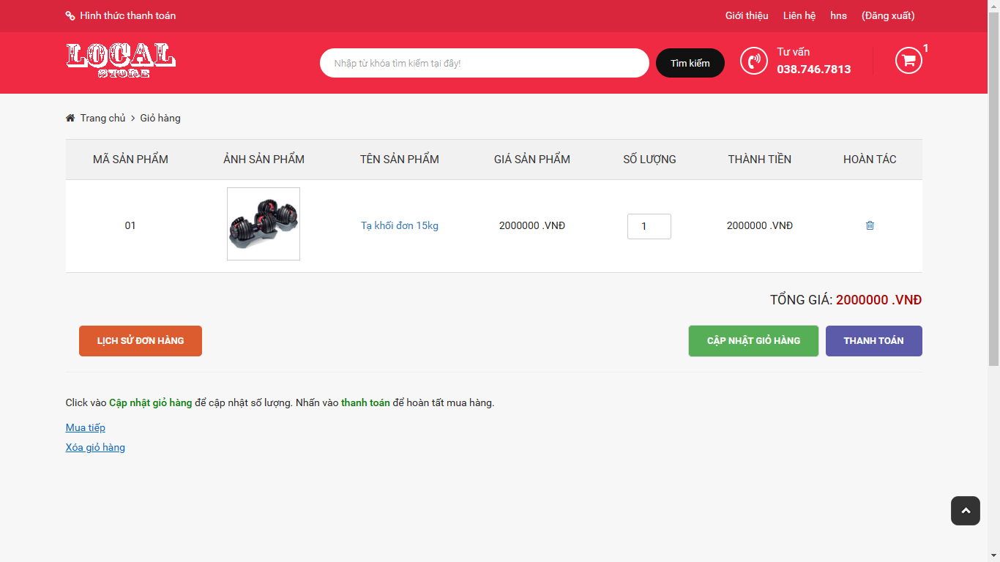 Hình thức thanh toán
Giới thiệu Liên hệ hns (Đăng xuất)
LOCAL
STORE
Nhập từ khóa tìm kiếm tại đây!
Tìm kiếm
Tư vấn
038.746.7813
1
Trang chủ > Giỏ hàng
MÃ SẢN PHẨM ẢNH SẢN PHẨM TÊN SẢN PHẨM GIÁ SẢN PHẨM SỐ LƯỢNG THÀNH TIỀN HOÀN TÁC
01 Tạ khối đơn 15kg 2000000 .VNĐ 1 2000000 .VNĐ
TỔNG GIÁ: 2000000 .VNĐ
LỊCH SỬ ĐƠN HÀNG CẬP NHẬT GIỎ HÀNG THANH TOÁN
Click vào Cập nhật giỏ hàng để cập nhật số lượng. Nhấn vào thanh toán để hoàn tất mua hàng.
Mua tiếp
Xóa giỏ hàng